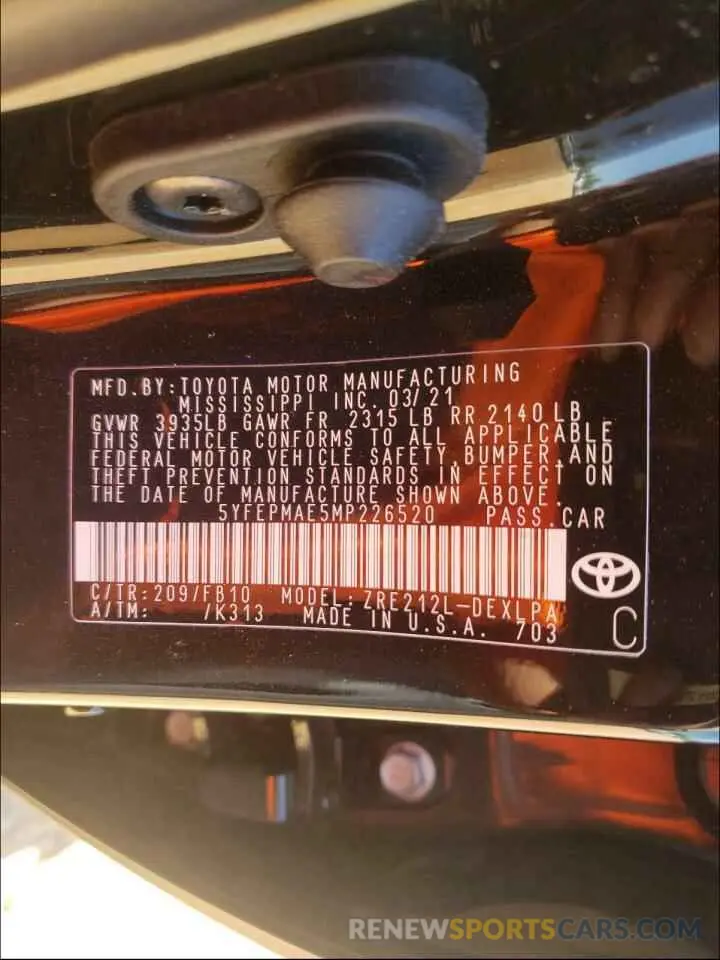 MFD.BY:TOYOTA MOTOR MANUFACTURING
MISSISSIPPI INC. 03/21
GVWR 3935LB GAWR FR 2315 LB RR 2140 LB
THIS VEHICLE CONFORMS TO ALL APPLICABLE
FEDERAL MOTOR VEHICLE SAFETY,BUMPER,AND
THEFT PREVENTION STANDARDS IN EFFECT ON
THE DATE OF MANUFACTURE SHOWN ABOVE.
5YFEPMAE5MP226520 PASS.CAR
C/TR:209/FB10 MODEL:ZRE212L-DEXLPA
A/TM: /K313 MADE IN U.S.A. 703
C
RENEWSPORTSCARS.COM